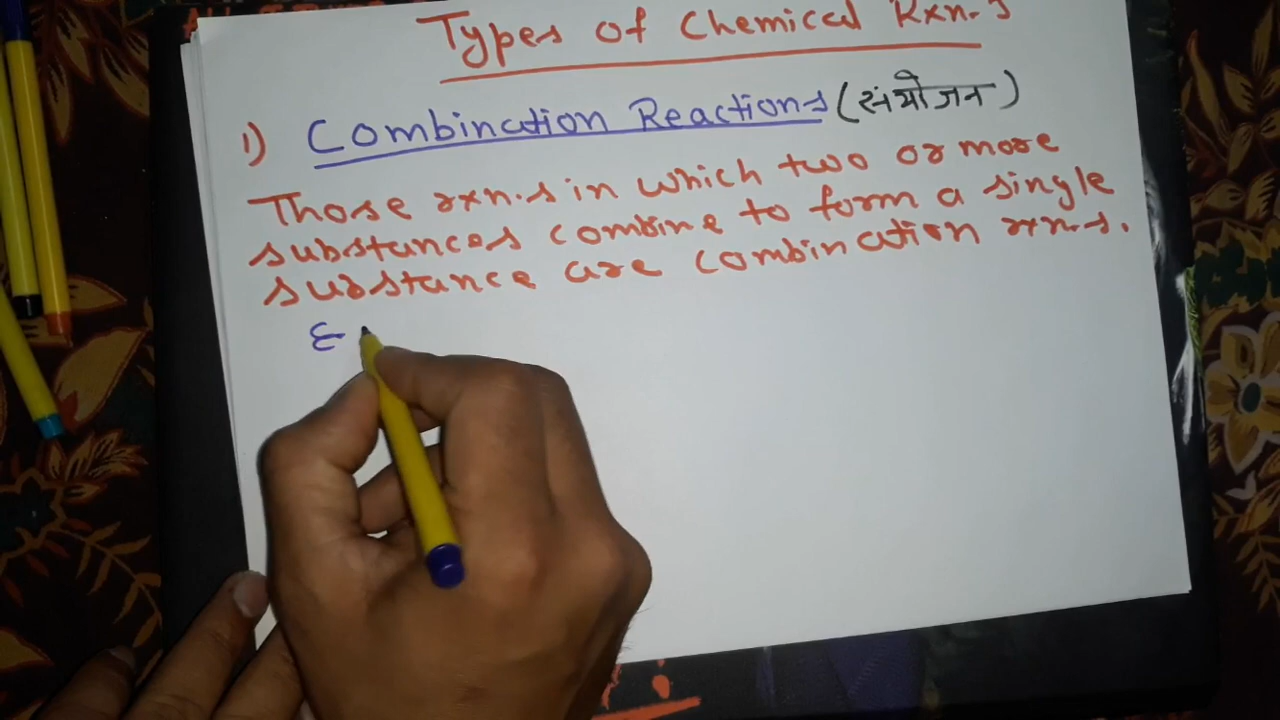 Types of Chemical Rxn.s
1) Combination Reactions (संयोजन)
Those rxn.s in which two or more
substances combine to form a single
substance are combination rxn.s.
E